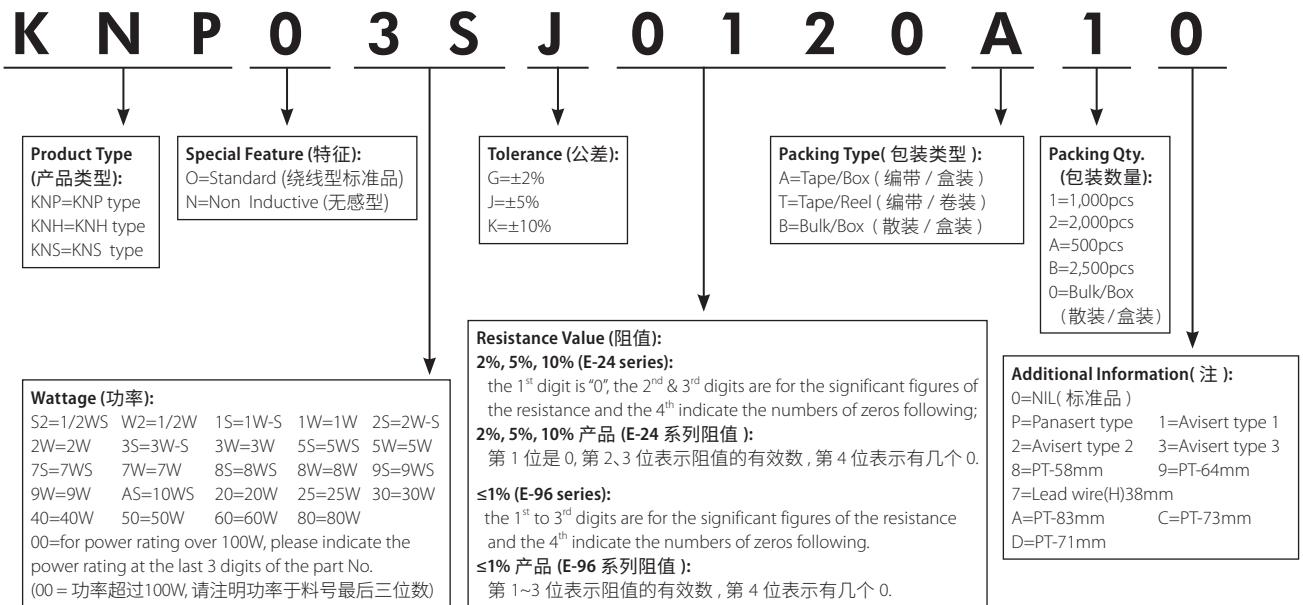 K N P 0 3 S J 0 1 2 0 A 1 0
Product Type
(产品类型):
KNP=KNP type
KNH=KNH type
KNS=KNS type
Special Feature (特征):
O=Standard (绕线型标准品)
N=Non Inductive (无感型)
Tolerance (公差):
G=±2%
J=±5%
K=±10%
Packing Type( 包装类型 ):
A=Tape/Box ( 编带 / 盒装 )
T=Tape/Reel ( 编带 / 卷装 )
B=Bulk/Box ( 散装 / 盒装 )
Packing Qty.
(包装数量):
1=1,000pcs
2=2,000pcs
A=500pcs
B=2,500pcs
0=Bulk/Box
(散装/盒装)
Wattage (功率):
S2=1/2WS W2=1/2W 1S=1W-S 1W=1W 2S=2W-S
2W=2W 3S=3W-S 3W=3W 5S=5WS 5W=5W
7S=7WS 7W=7W 8S=8WS 8W=8W 9S=9WS
9W=9W AS=10WS 20=20W 25=25W 30=30W
40=40W 50=50W 60=60W 80=80W
00=for power rating over 100W, please indicate the
power rating at the last 3 digits of the part No.
(00 = 功率超过100W, 请注明功率于料号最后三位数)
Resistance Value (阻值):
2%, 5%, 10% (E-24 series):
the 1st digit is "0", the 2nd & 3rd digits are for the significant figures of
the resistance and the 4th indicate the numbers of zeros following;
2%, 5%, 10% 产品 (E-24 系列阻值 ):
第 1 位是 0, 第 2、3 位表示阻值的有效数 , 第 4 位表示有几个 0.
≤1% (E-96 series):
the 1st to 3rd digits are for the significant figures of the resistance
and the 4th indicate the numbers of zeros following.
≤1% 产品 (E-96 系列阻值 ):
第 1~3 位表示阻值的有效数 , 第 4 位表示有几个 0.
Additional Information( 注 ):
0=NIL( 标准品 )
P=Panasert type 1=Avisert type 1
2=Avisert type 2 3=Avisert type 3
8=PT-58mm 9=PT-64mm
7=Lead wire(H)38mm
A=PT-83mm C=PT-73mm
D=PT-71mm